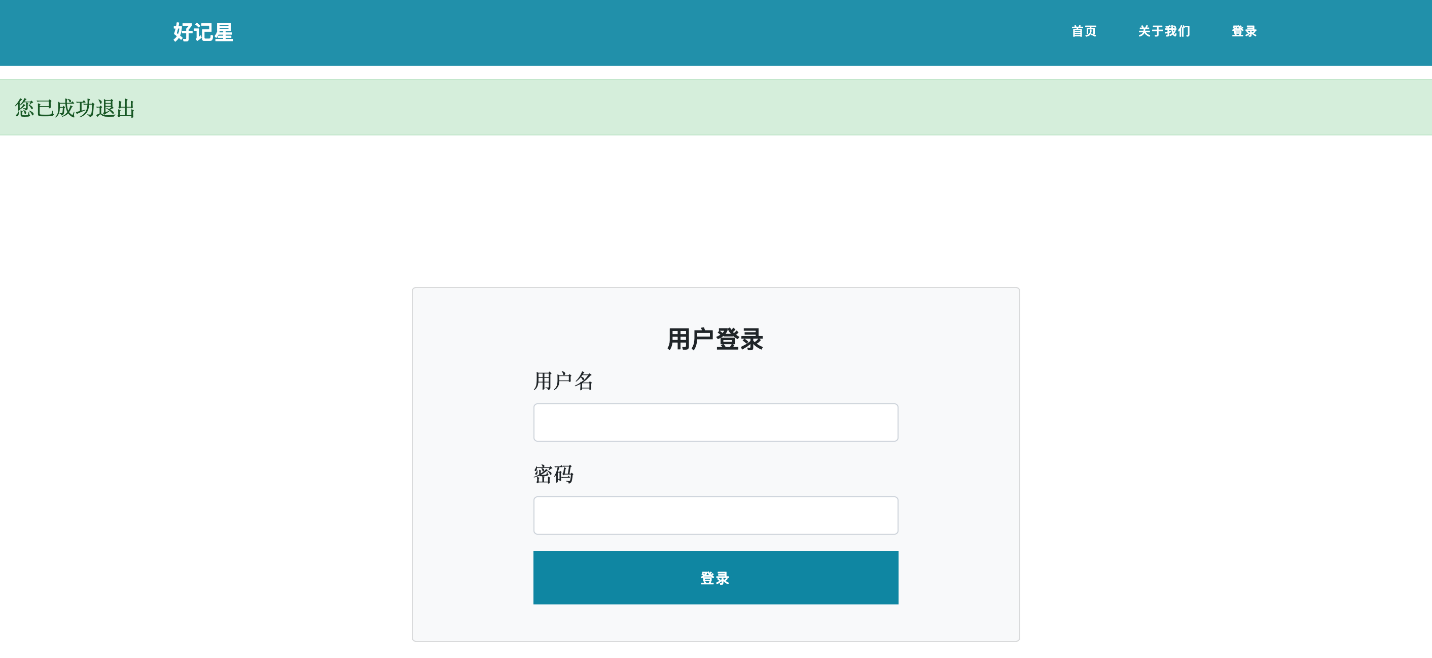 好记星
首页 关于我们 登录
您已成功退出
用户登录
用户名
密码
登录